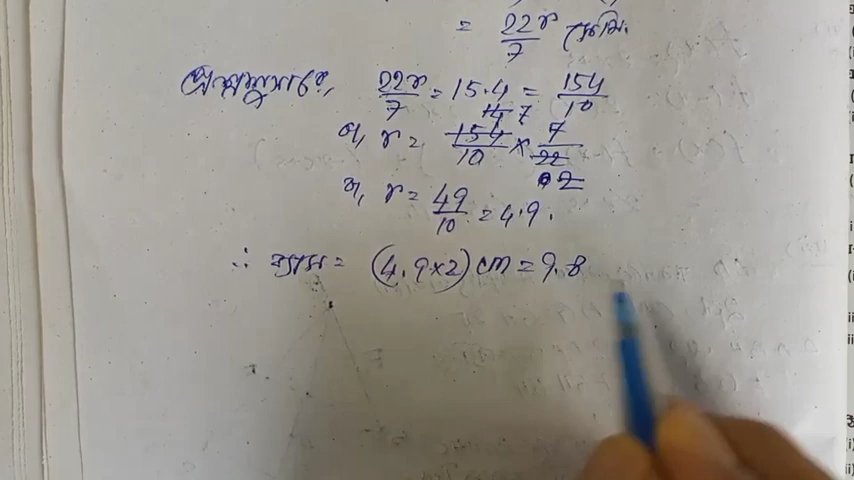 = 22r/7 সেমি.
প্রশ্নানুসারে, 22r/7 = 15.4 = 154/10
বা, r = 154/10 × 7/22
বা, r = 49/10 = 4.9.
∴ ব্যাস = (4.9×2) cm = 9.8